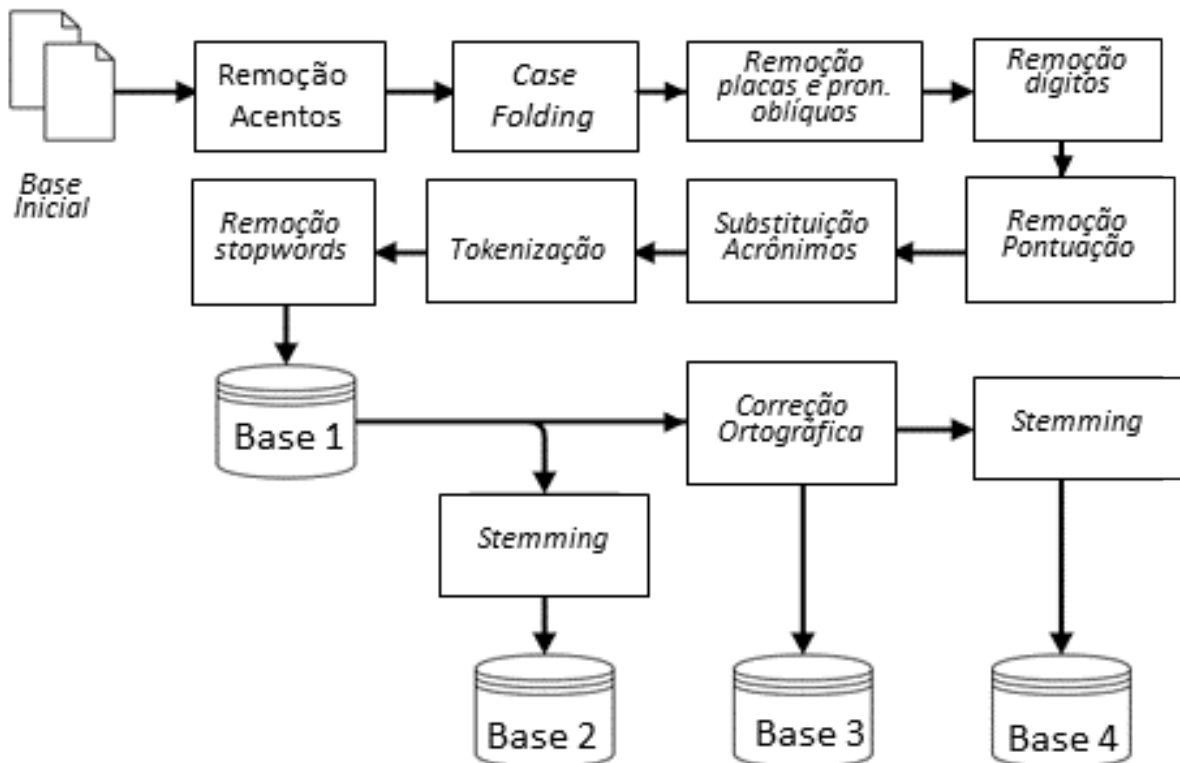 Remoção
Acentos
Case
Folding
Remoção
placas e pron.
oblíquos
Remoção
dígitos
Base
Inicial
Remoção
stopwords
Tokenização
Substituição
Acrônimos
Remoção
Pontuação
Base 1
Correção
Ortográfica
Stemming
Stemming
Base 2
Base 3
Base 4